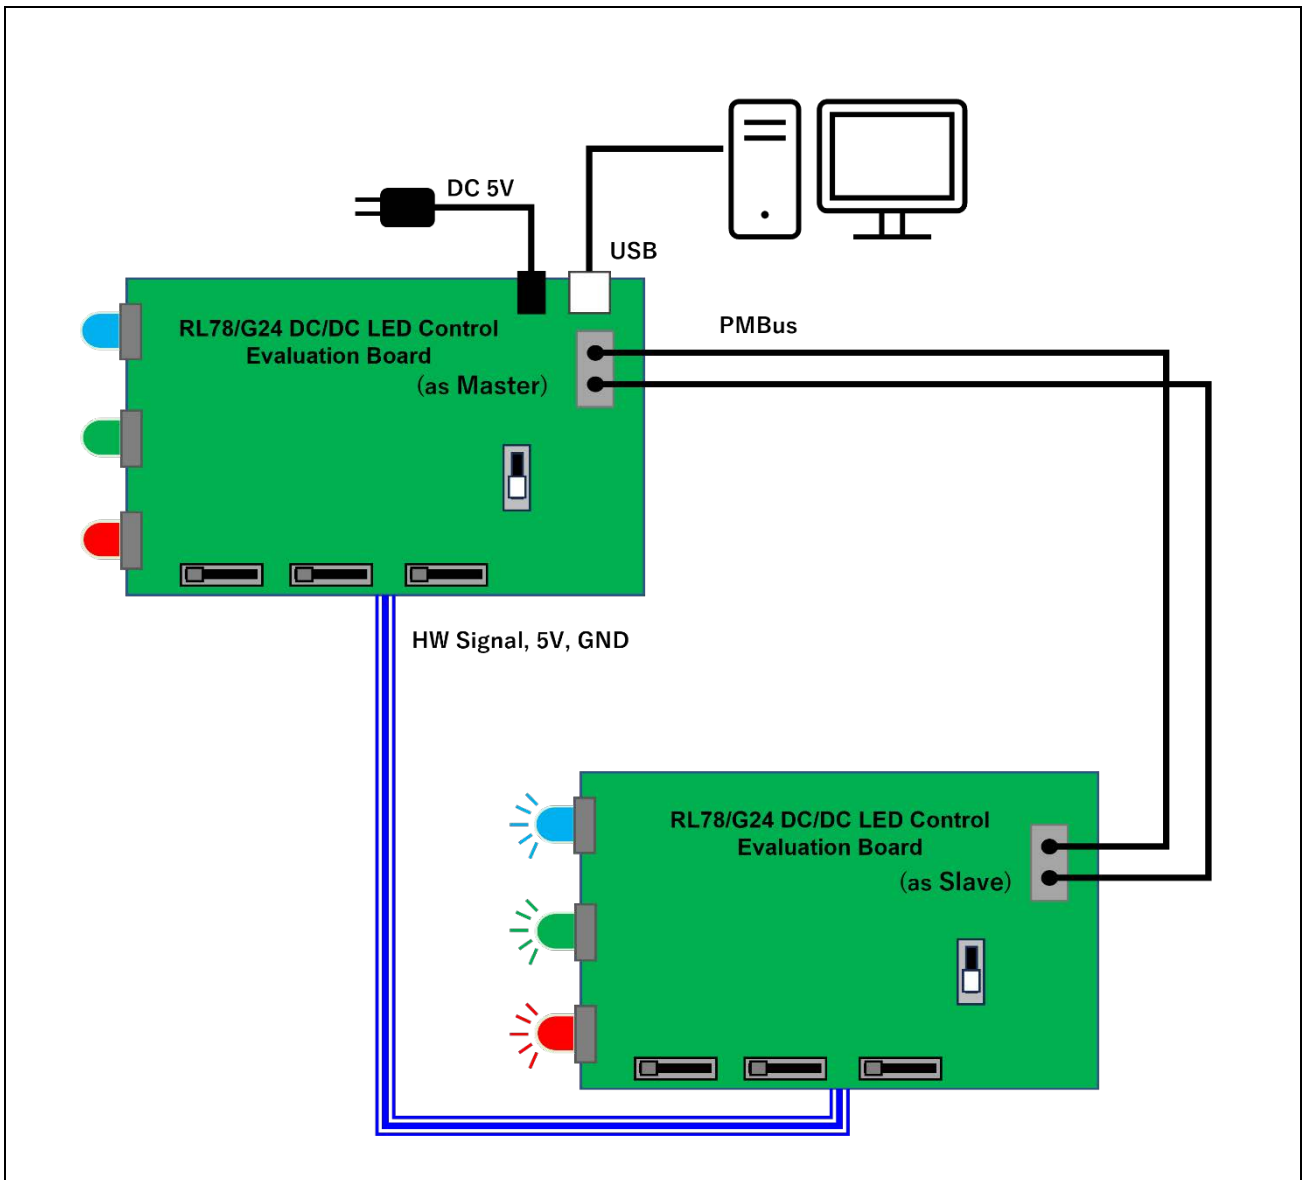 DC 5V
USB
RL78/G24 DC/DC LED Control
Evaluation Board
(as Master)
PMBus
HW Signal, 5V, GND
RL78/G24 DC/DC LED Control
Evaluation Board
(as Slave)